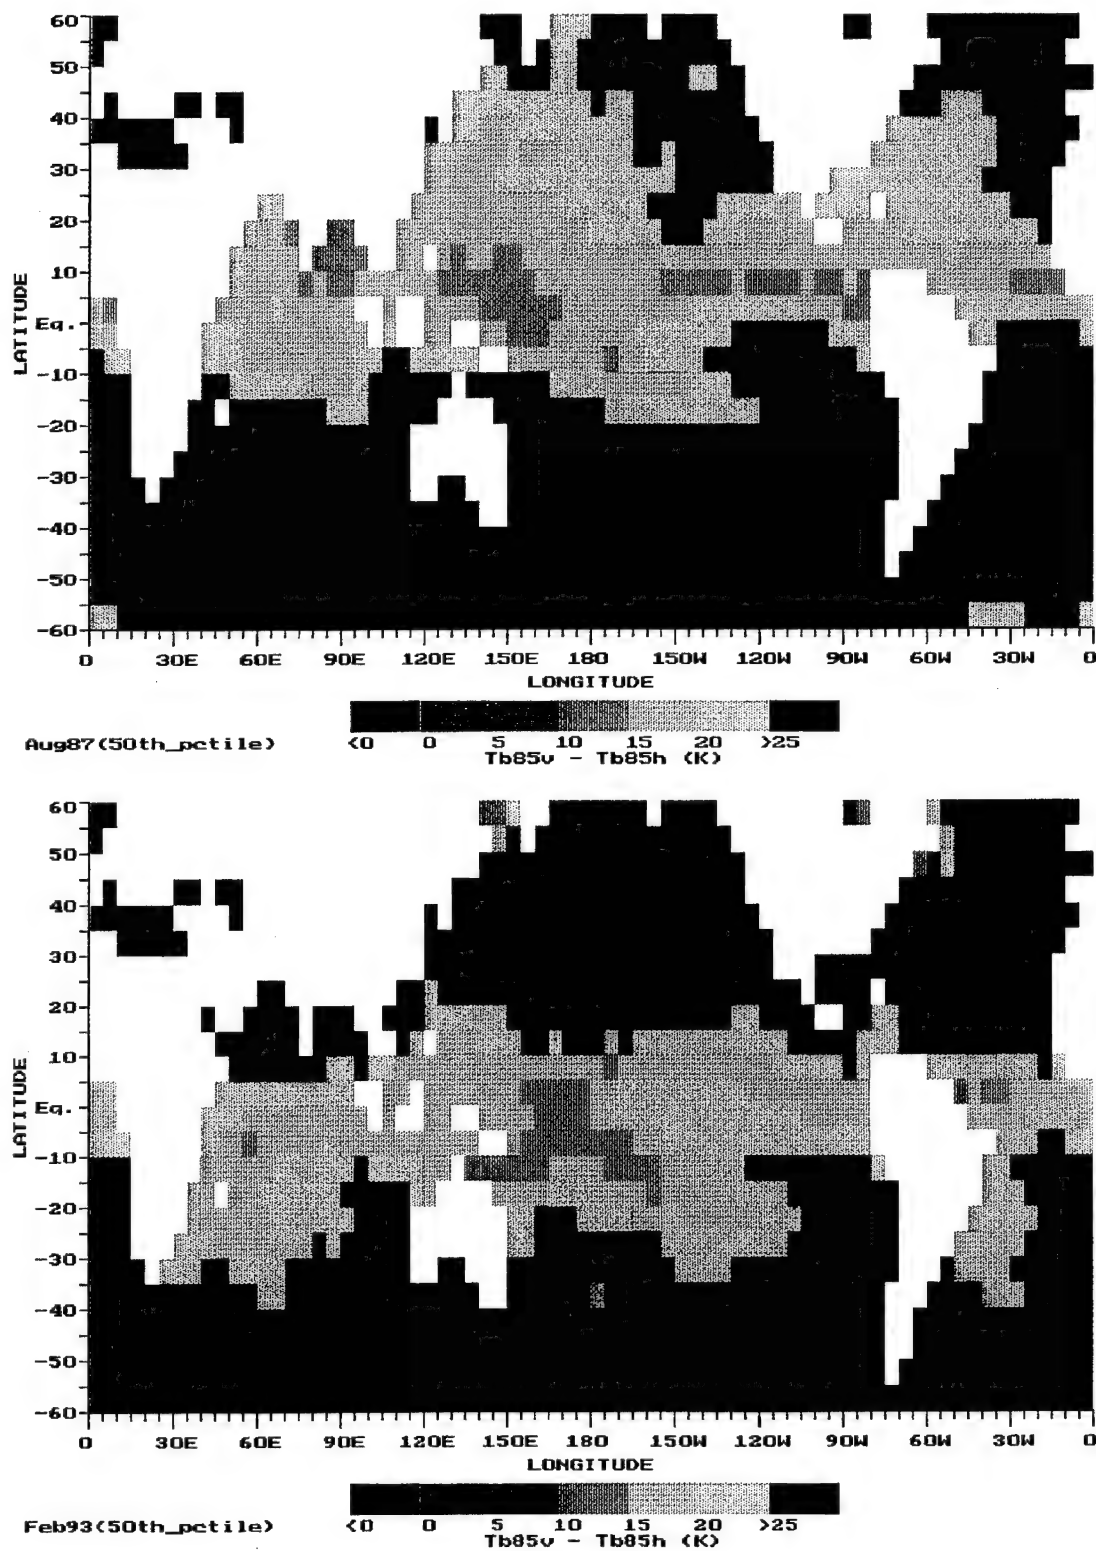 60
50
40
30
20
10
Eq.
-10
-20
-30
-40
-50
-60
LATITUDE
0 30E 60E 90E 120E 150E 180 150W 120W 90W 60W 30W 0
LONGITUDE
Aug87(50th_pctile)
<0 0 5 10 15 20 >25
Tb85v - Tb85h (K)
60
50
40
30
20
10
Eq.
-10
-20
-30
-40
-50
-60
LATITUDE
0 30E 60E 90E 120E 150E 180 150W 120W 90W 60W 30W 0
LONGITUDE
Feb93(50th_pctile)
<0 0 5 10 15 20 >25
Tb85v - Tb85h (K)